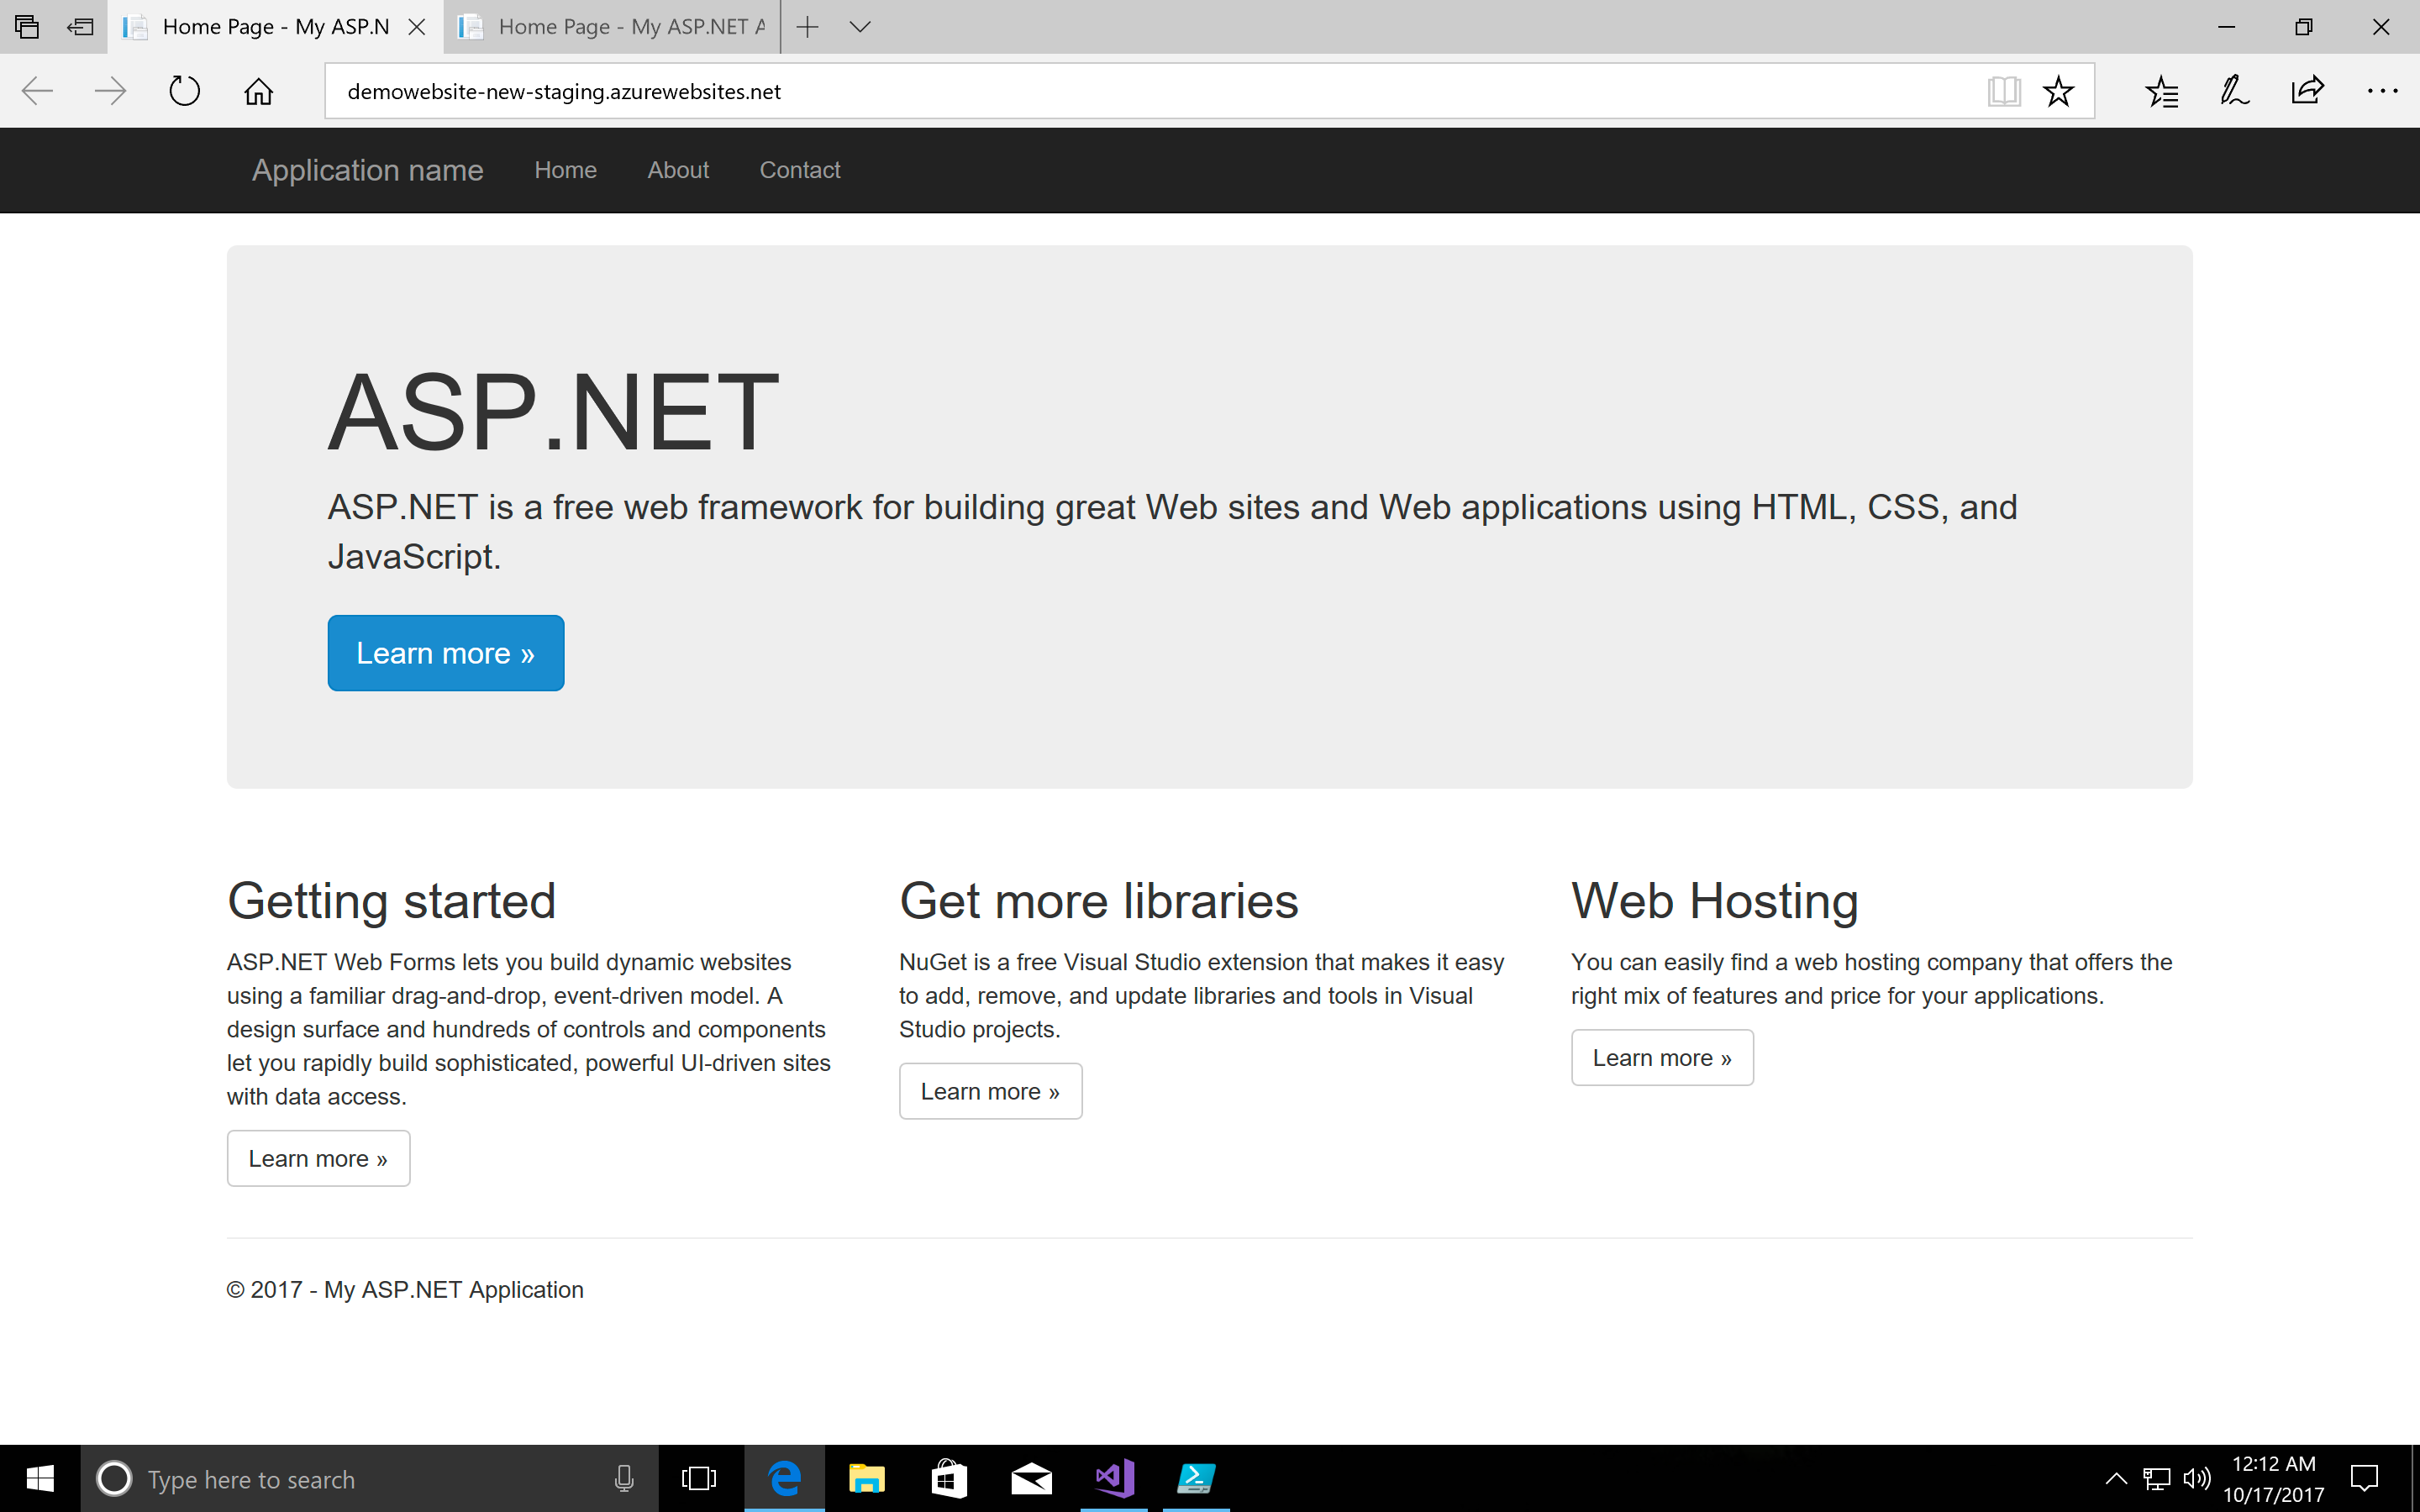 Home Page - My ASP.N
Home Page - My ASP.NET A
demowebsite-new-staging.azurewebsites.net
Application name
Home
About
Contact
ASP.NET
ASP.NET is a free web framework for building great Web sites and Web applications using HTML, CSS, and
JavaScript.
Learn more »
Getting started
ASP.NET Web Forms lets you build dynamic websites
using a familiar drag-and-drop, event-driven model. A
design surface and hundreds of controls and components
let you rapidly build sophisticated, powerful UI-driven sites
with data access.
Learn more »
Get more libraries
NuGet is a free Visual Studio extension that makes it easy
to add, remove, and update libraries and tools in Visual
Studio projects.
Learn more »
Web Hosting
You can easily find a web hosting company that offers the
right mix of features and price for your applications.
Learn more »
© 2017 - My ASP.NET Application
Type here to search
12:12 AM
10/17/2017